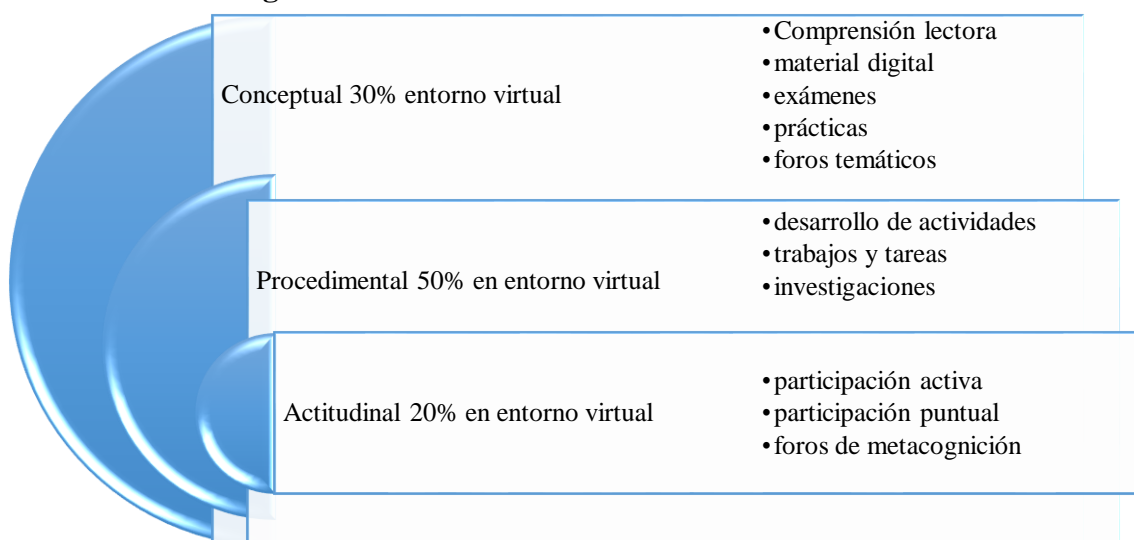 Conceptual 30% entorno virtual
•Comprensión lectora
•material digital
•exámenes
•prácticas
•foros temáticos
Procedimental 50% en entorno virtual
•desarrollo de actividades
•trabajos y tareas
•investigaciones
Actitudinal 20% en entorno virtual
•participación activa
•participación puntual
•foros de metacognición